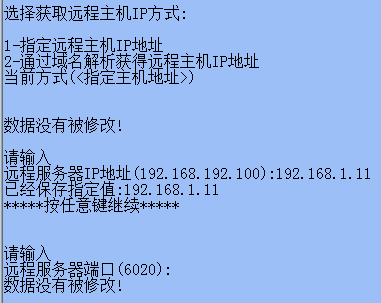 选择获取远程主机IP方式:
1-指定远程主机IP地址
2-通过域名解析获得远程主机IP地址
当前方式(<指定主机地址>)
数据没有被修改!
请输入
远程服务器IP地址(192.168.192.100):192.168.1.11
已经保存指定值:192.168.1.11
*****按任意键继续*****
请输入
远程服务器端口(6020):
数据没有被修改!